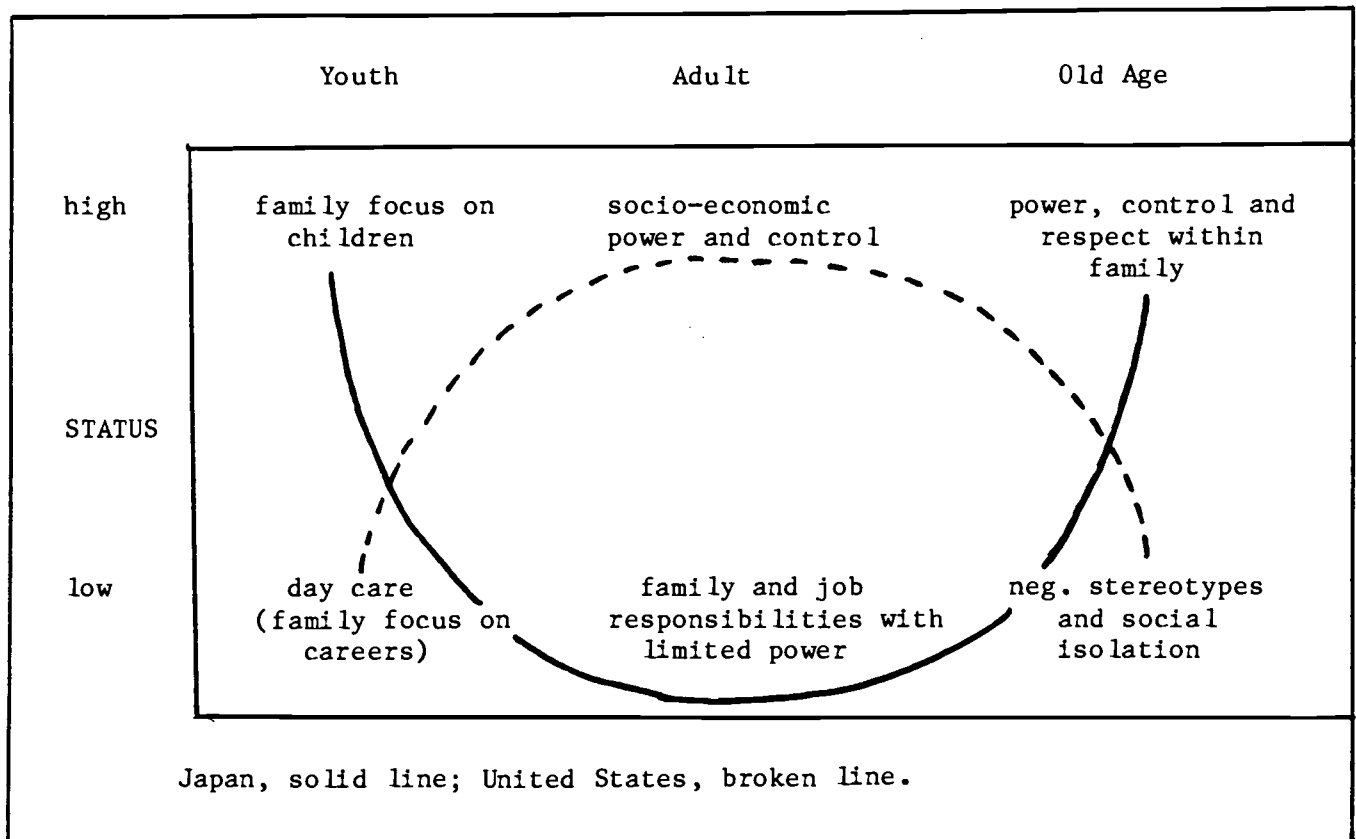 Youth Adult Old Age
high
family focus on
children
socio-economic
power and control
power, control and
respect within
family
STATUS
low
day care
(family focus on
careers)
family and job
responsibilities with
limited power
neg. stereotypes
and social
isolation
Japan, solid line; United States, broken line.